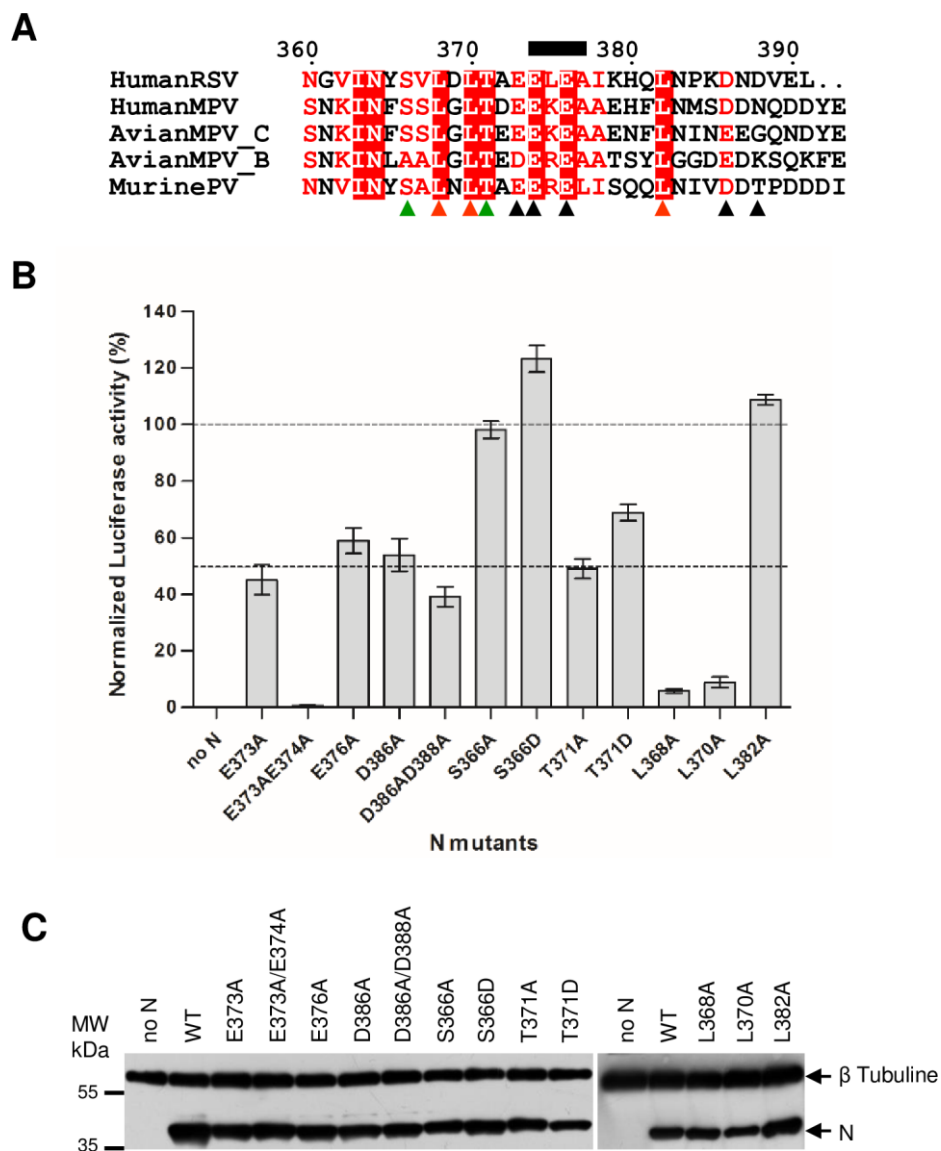 A
360 370 380 390
HumanRSV NGVINYSVLDLTAEELEAIKHQLNPKDNDVEL..
HumanMPV SNKINFSSLGLTDEEKEAAEHFLNMSDDNQDDYE
AvianMPV_C SNKINFSSLGLTEEEKEAAENFLNINEEGQNDYE
AvianMPV_B SNKINLAALGLTEDEREAATSYLGGDEDKSQKFE
MurinePV NNVINYSALNLTAEERELISQQLNIVDDTPDDDI
B
Normalized Luciferase activity (%)
140
120
100
80
60
40
20
0
no N E373A E373AE374A E376A D386A D386AD388A S366A S366D T371A T371D L368A L370A L382A
N mutants
C
MW
kDa
no N WT E373A E373A/E374A E376A D386A D386A/D388A S366A S366D T371A T371D
no N WT L368A L370A L382A
55
35
β Tubuline
N